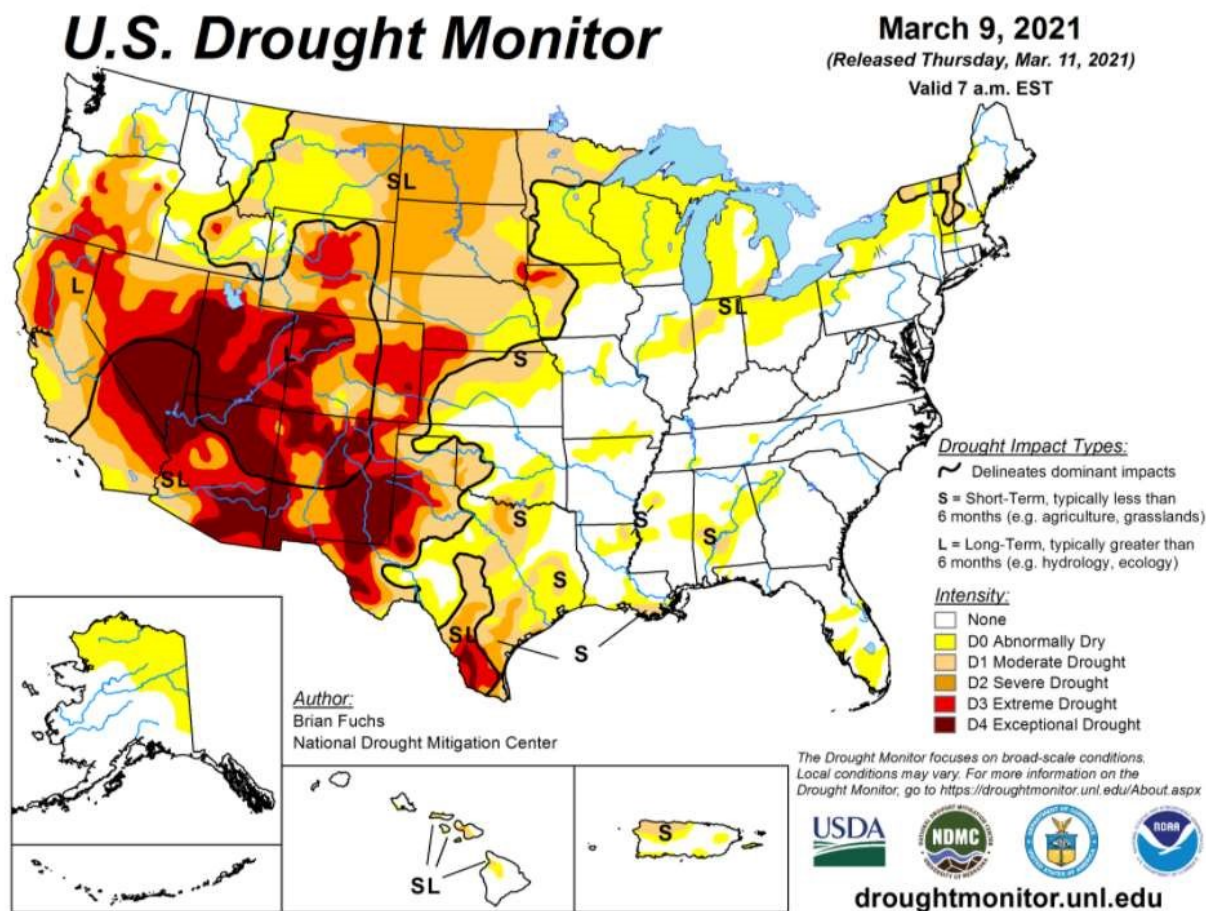 U.S. Drought Monitor
March 9, 2021
(Released Thursday, Mar. 11, 2021)
Valid 7 a.m. EST
SL
L
SL
S
L
SL
S
S
S
S
SL
S
Drought Impact Types:
Delineates dominant impacts
S = Short-Term, typically less than
6 months (e.g. agriculture, grasslands)
L = Long-Term, typically greater than
6 months (e.g. hydrology, ecology)
Intensity:
None
D0 Abnormally Dry
D1 Moderate Drought
D2 Severe Drought
D3 Extreme Drought
D4 Exceptional Drought
Author:
Brian Fuchs
National Drought Mitigation Center
SL
S
The Drought Monitor focuses on broad-scale conditions.
Local conditions may vary. For more information on the
Drought Monitor, go to https://droughtmonitor.unl.edu/About.aspx
USDA
NDMC
NOAA
droughtmonitor.unl.edu